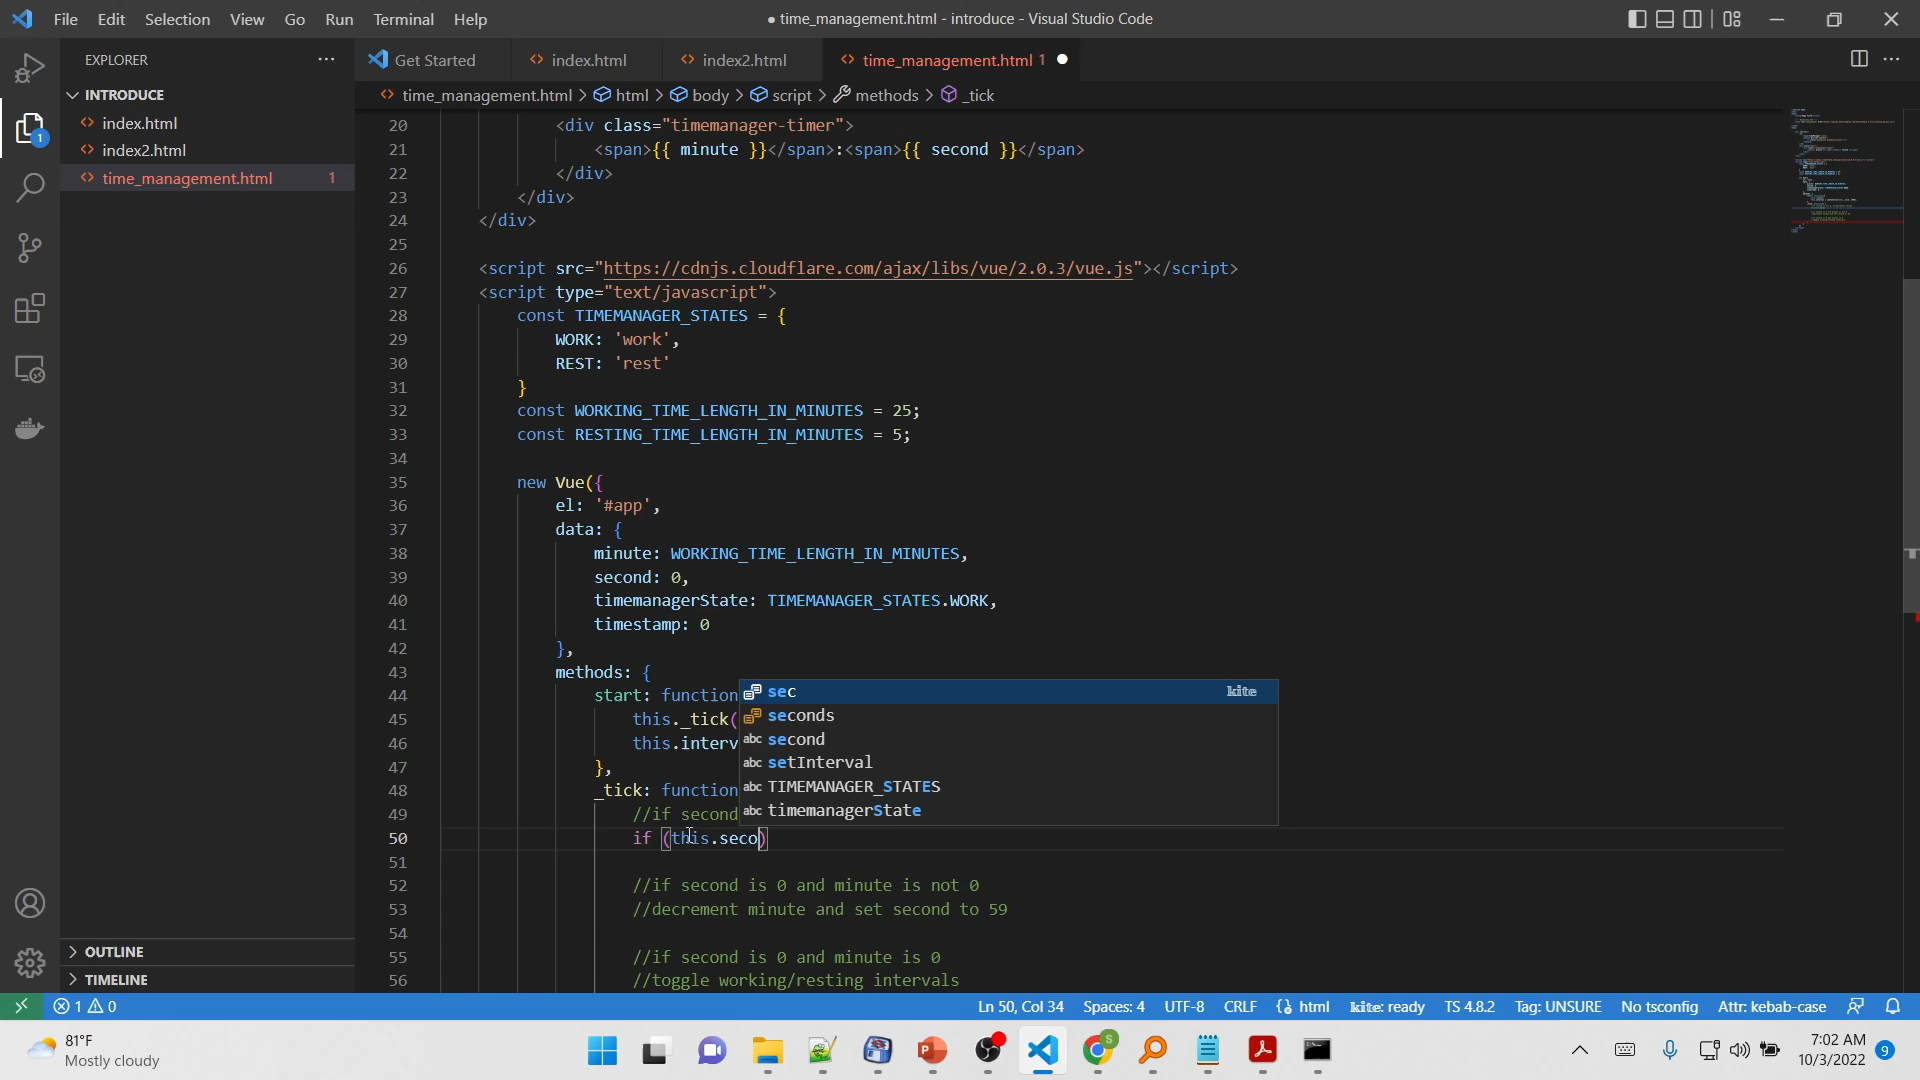 File Edit Selection View Go Run Terminal Help
● time_management.html - introduce - Visual Studio Code
EXPLORER
INTRODUCE
index.html
index2.html
time_management.html 1
OUTLINE
TIMELINE
Get Started
index.html
index2.html
time_management.html 1
time_management.html > html > body > script > methods > _tick
20 <div class="timemanager-timer">
21 <span>{{ minute }}</span>:<span>{{ second }}</span>
22 </div>
23 </div>
24 </div>
25
26 <script src="https://cdnjs.cloudflare.com/ajax/libs/vue/2.0.3/vue.js"></script>
27 <script type="text/javascript">
28 const TIMEMANAGER_STATES = {
29 WORK: 'work',
30 REST: 'rest'
31 }
32 const WORKING_TIME_LENGTH_IN_MINUTES = 25;
33 const RESTING_TIME_LENGTH_IN_MINUTES = 5;
34
35 new Vue({
36 el: '#app',
37 data: {
38 minute: WORKING_TIME_LENGTH_IN_MINUTES,
39 second: 0,
40 timemanagerState: TIMEMANAGER_STATES.WORK,
41 timestamp: 0
42 },
43 methods: {
44 start: function
45 this._tick(
46 this.interv
47 },
48 _tick: function
49 //if second
50 if (this.seco)
51
52 //if second is 0 and minute is not 0
53 //decrement minute and set second to 59
54
55 //if second is 0 and minute is 0
56 //toggle working/resting intervals
sec kite
seconds
abc second
abc setInterval
abc TIMEMANAGER_STATES
abc timemanagerState
1 0
Ln 50, Col 34 Spaces: 4 UTF-8 CRLF html kite: ready TS 4.8.2 Tag: UNSURE No tsconfig Attr: kebab-case
81°F
Mostly cloudy
7:02 AM
10/3/2022
9